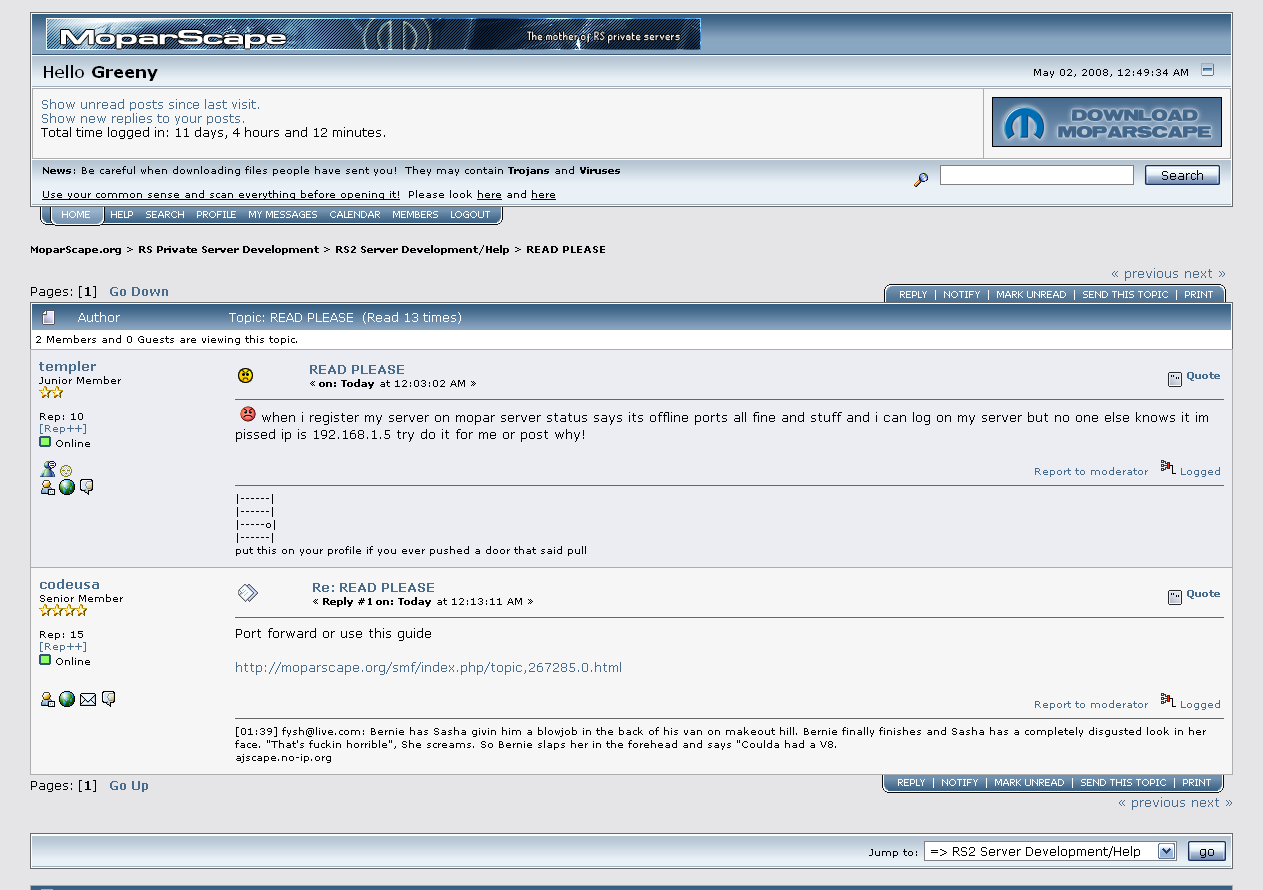 MoparScape
The mother of RS private servers
Hello Greeny
May 02, 2008, 12:49:34 AM
Show unread posts since last visit.
Show new replies to your posts.
Total time logged in: 11 days, 4 hours and 12 minutes.
DOWNLOAD
MOPARSCAPE
News: Be careful when downloading files people have sent you! They may contain Trojans and Viruses
Search
Use your common sense and scan everything before opening it! Please look here and here
HOME HELP SEARCH PROFILE MY MESSAGES CALENDAR MEMBERS LOGOUT
MoparScape.org > RS Private Server Development > RS2 Server Development/Help > READ PLEASE
« previous next »
Pages: [1] Go Down
REPLY | NOTIFY | MARK UNREAD | SEND THIS TOPIC | PRINT
Author Topic: READ PLEASE (Read 13 times)
2 Members and 0 Guests are viewing this topic.
templer
Junior Member
Rep: 10
[Rep++]
Online
READ PLEASE
« on: Today at 12:03:02 AM »
Quote
when i register my server on mopar server status says its offline ports all fine and stuff and i can log on my server but no one else knows it im
pissed ip is 192.168.1.5 try do it for me or post why!
Report to moderator Logged
|------|
|------|
|-----o|
|------|
put this on your profile if you ever pushed a door that said pull
codeusa
Senior Member
Rep: 15
[Rep++]
Online
Re: READ PLEASE
« Reply #1 on: Today at 12:13:11 AM »
Quote
Port forward or use this guide
http://moparscape.org/smf/index.php/topic,267285.0.html
Report to moderator Logged
[01:39] fysh@live.com: Bernie has Sasha givin him a blowjob in the back of his van on makeout hill. Bernie finally finishes and Sasha has a completely disgusted look in her
face. "That's fuckin horrible", She screams. So Bernie slaps her in the forehead and says "Coulda had a V8.
ajscape.no-ip.org
Pages: [1] Go Up
REPLY | NOTIFY | MARK UNREAD | SEND THIS TOPIC | PRINT
« previous next »
Jump to: => RS2 Server Development/Help go